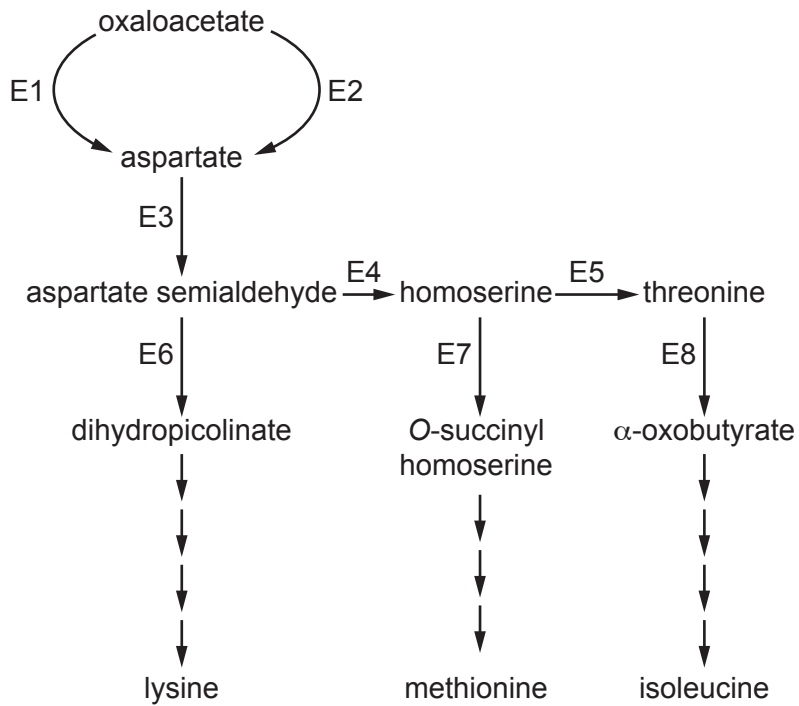 oxaloacetate
E1
E2
aspartate
E3
aspartate semialdehyde
E4
homoserine
E5
threonine
E6
E7
E8
dihydropicolinate
O-succinyl
homoserine
α-oxobutyrate
lysine
methionine
isoleucine